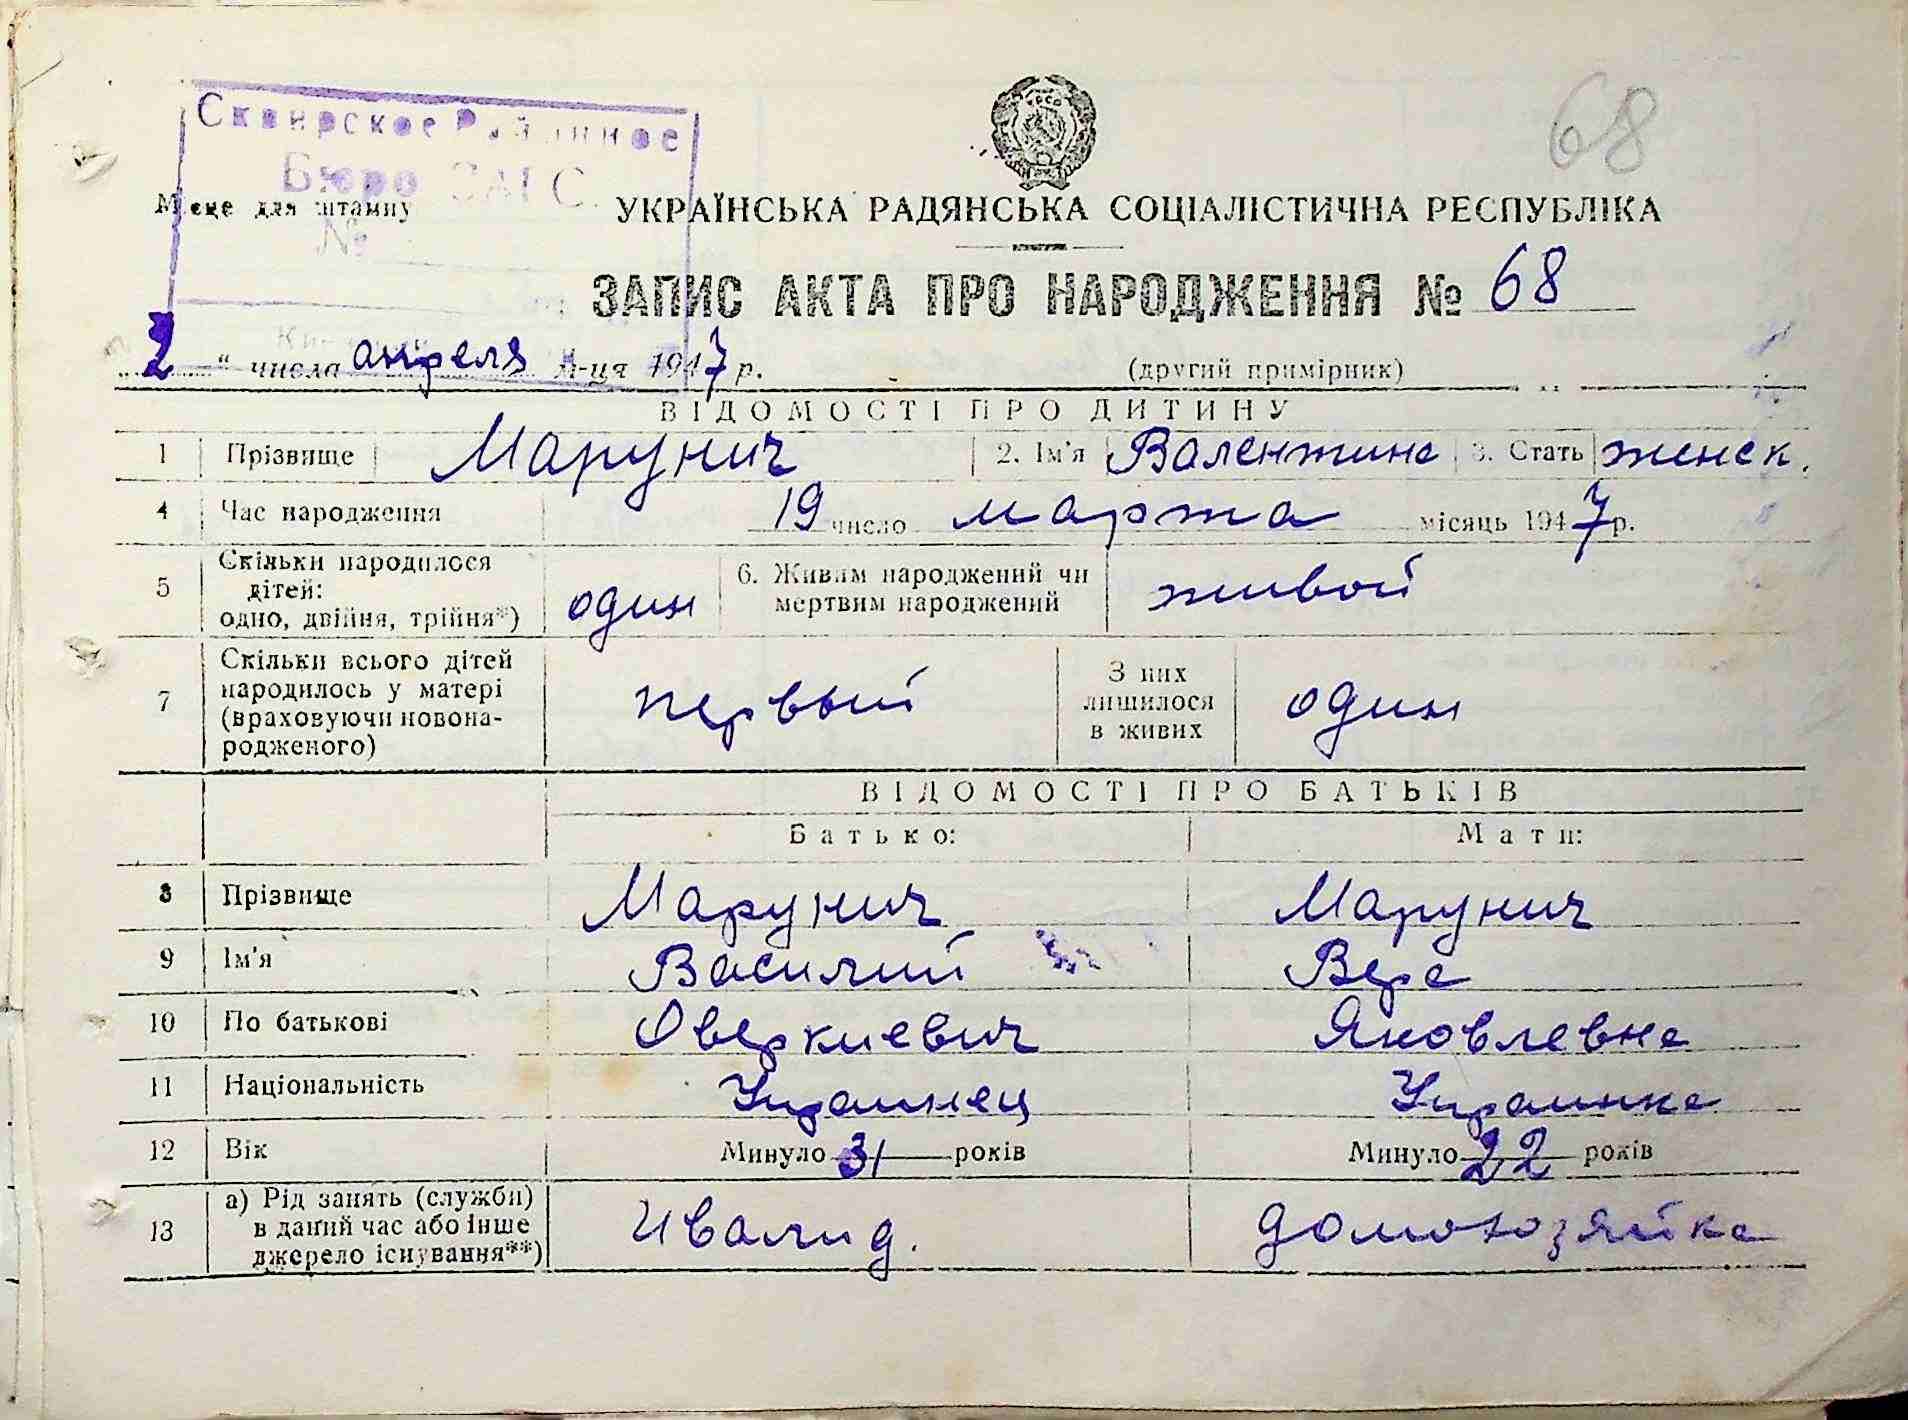 68
Сквирское Районное
Бюро ЗАГС.
№
Місце для штампу
УКРАЇНСЬКА РАДЯНСЬКА СОЦІАЛІСТИЧНА РЕСПУБЛІКА
ЗАПИС АКТА ПРО НАРОДЖЕННЯ № 68
„2“ числа апреля м-ця 1947 р.
(другий примірник)
ВІДОМОСТІ ПРО ДИТИНУ
1 Прізвище Марунич 2. Ім'я Валентина 3. Стать женск.
4 Час народження 19 число марта місяць 1947 р.
5 Скільки народилося дітей: одно, двійня, трійня*) один 6. Живим народжений чи мертвим народжений живой
7 Скільки всього дітей народилось у матері (враховуючи новонародженого) первый З них лишилося в живих один
ВІДОМОСТІ ПРО БАТЬКІВ
Батько: Мати:
8 Прізвище Марунич Марунич
9 Ім'я Василий Вера
10 По батькові Оверкиевич Яковлевна
11 Національність Украинец Украинка
12 Вік Минуло 31 років Минуло 22 років
13 а) Рід занять (служби) в даний час або інше джерело існування**) Ивалид. домохозяйка